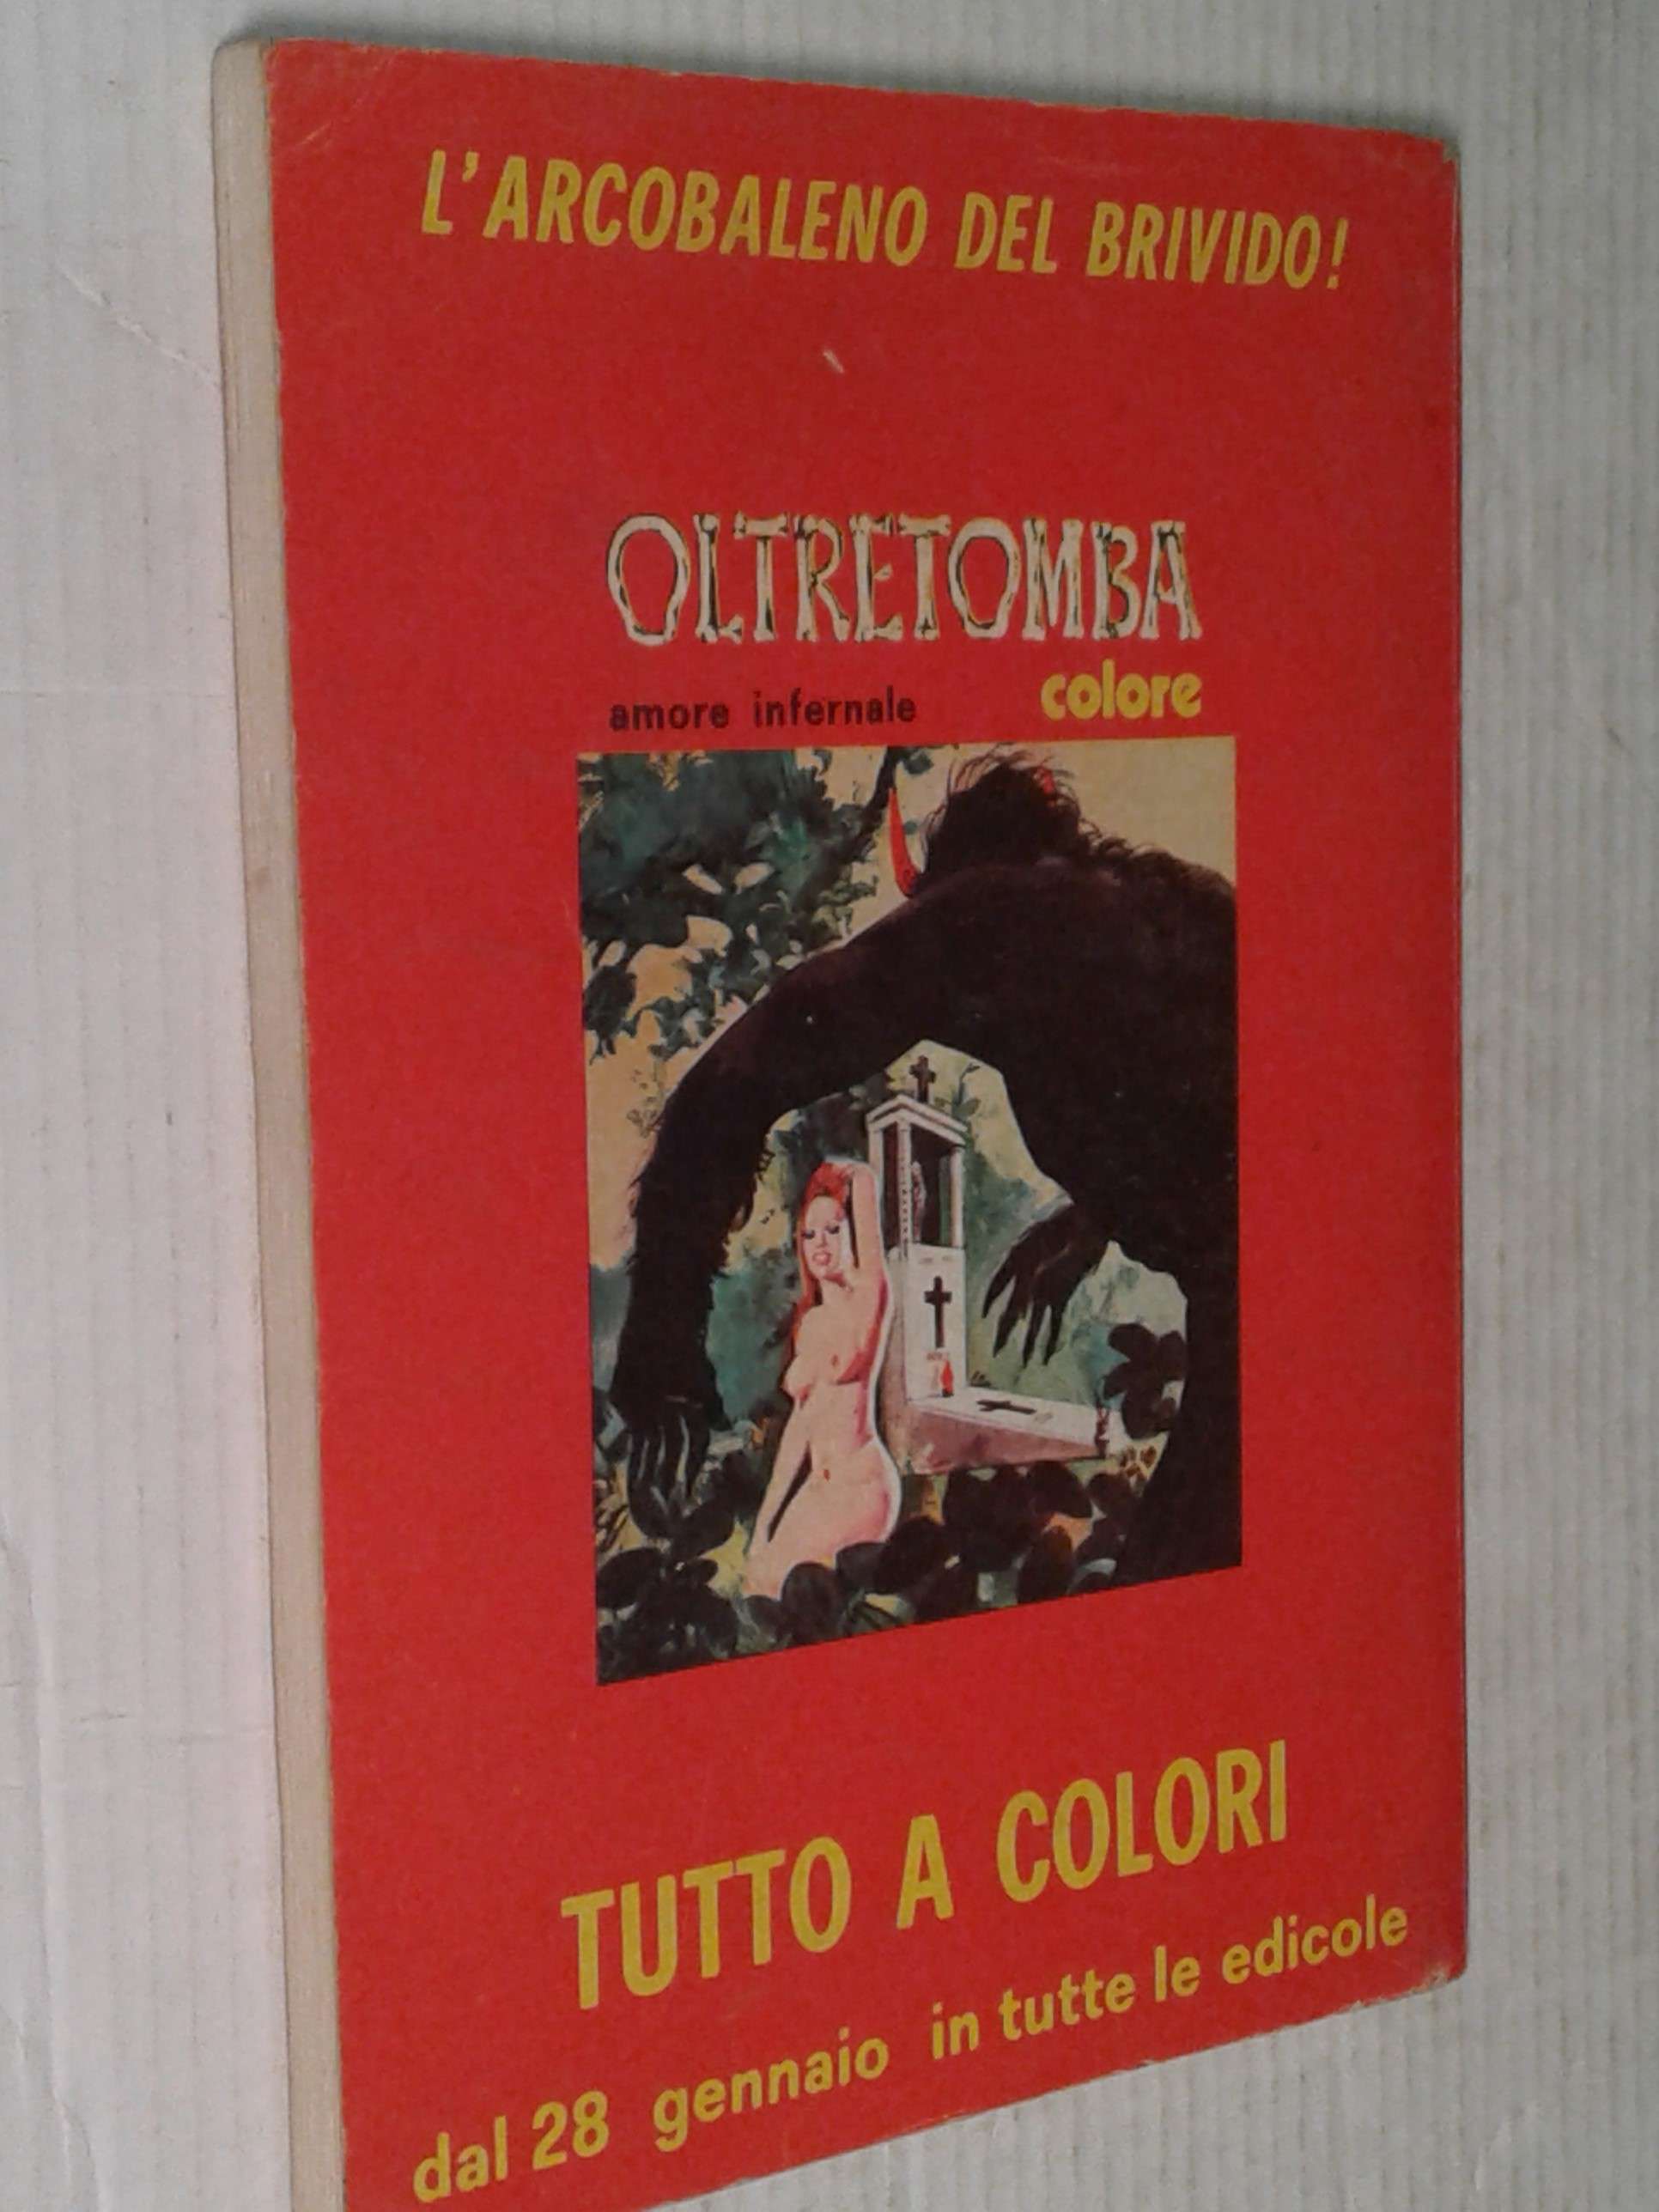 L'ARCOBALENO DEL BRIVIDO!
OLTRETOMBA
amore infernale colore
TUTTO A COLORI
dal 28 gennaio in tutte le edicole